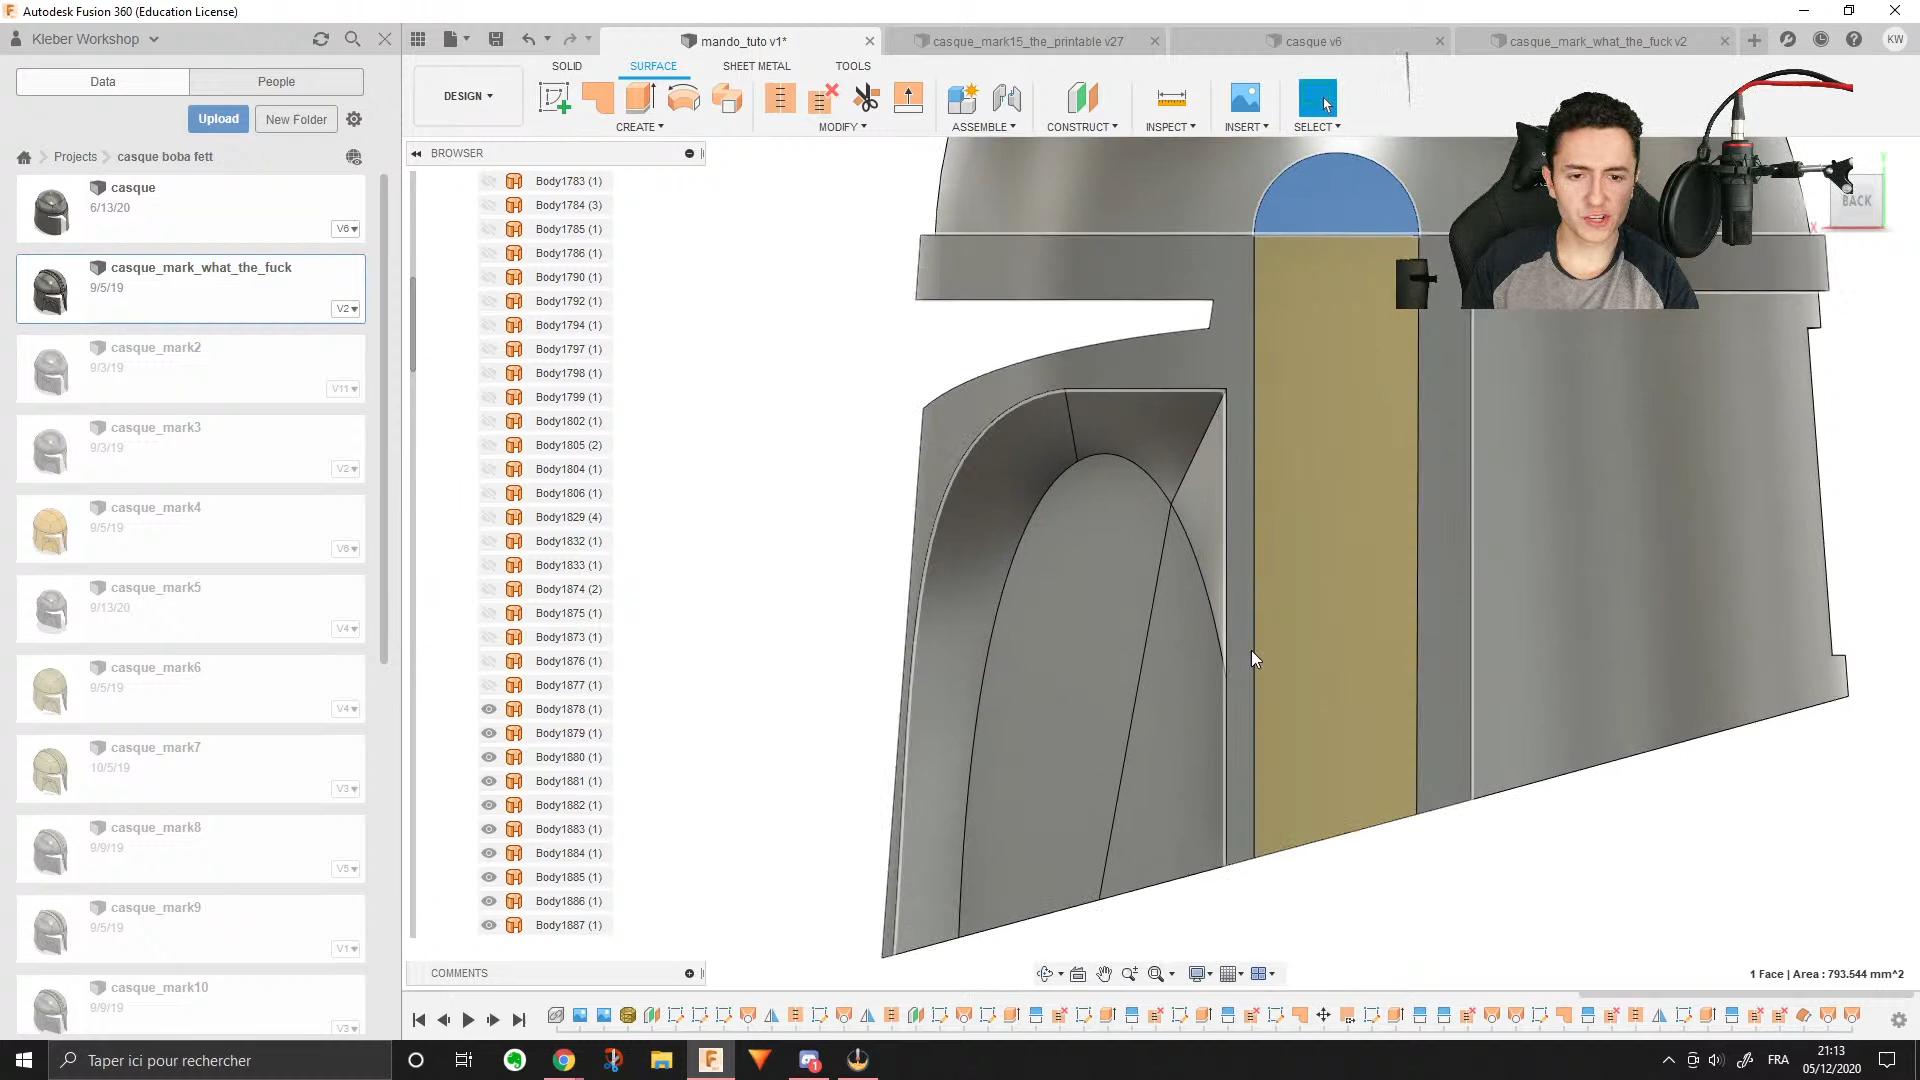 Autodesk Fusion 360 (Education License)
Kleber Workshop
mando_tuto v1*
casque_mark15_the_printable v27
casque v6
casque_mark_what_the_fuck v2
KW
Data
People
Upload
New Folder
Projects
casque boba fett
casque
6/13/20
V6
casque_mark_what_the_fuck
9/5/19
V2
casque_mark2
9/3/19
V11
casque_mark3
9/3/19
V2
casque_mark4
9/5/19
V6
casque_mark5
9/13/20
V4
casque_mark6
9/5/19
V4
casque_mark7
10/5/19
V3
casque_mark8
9/9/19
V5
casque_mark9
9/5/19
V1
casque_mark10
9/9/19
V3
SOLID
SURFACE
SHEET METAL
TOOLS
DESIGN
CREATE
MODIFY
ASSEMBLE
CONSTRUCT
INSPECT
INSERT
SELECT
BROWSER
Body1783 (1)
Body1784 (3)
Body1785 (1)
Body1786 (1)
Body1790 (1)
Body1792 (1)
Body1794 (1)
Body1797 (1)
Body1798 (1)
Body1799 (1)
Body1802 (1)
Body1805 (2)
Body1804 (1)
Body1806 (1)
Body1829 (4)
Body1832 (1)
Body1833 (1)
Body1874 (2)
Body1875 (1)
Body1873 (1)
Body1876 (1)
Body1877 (1)
Body1878 (1)
Body1879 (1)
Body1880 (1)
Body1881 (1)
Body1882 (1)
Body1883 (1)
Body1884 (1)
Body1885 (1)
Body1886 (1)
Body1887 (1)
COMMENTS
BACK
X
1 Face | Area : 793.544 mm^2
Taper ici pour rechercher
FRA
21:13
05/12/2020